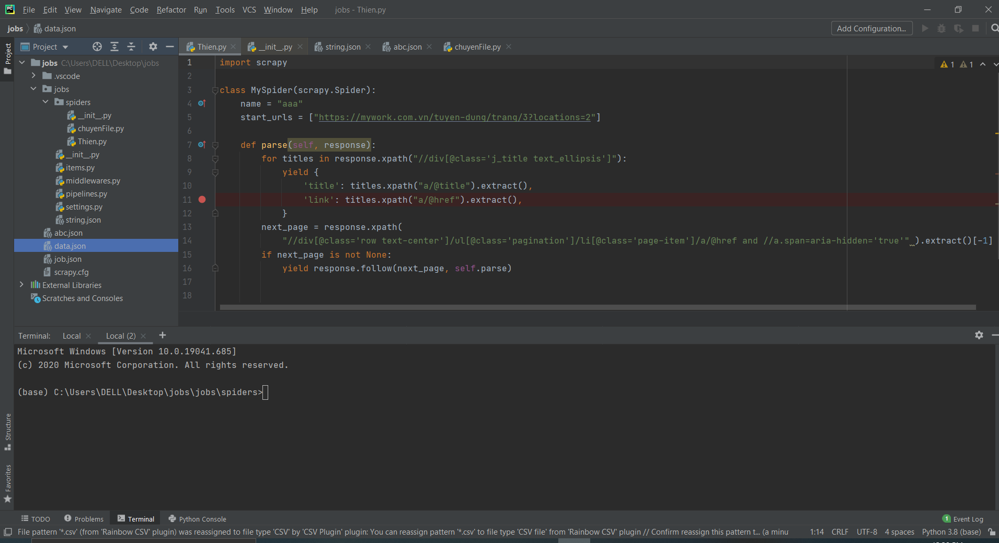 File Edit View Navigate Code Refactor Run Tools VCS Window Help jobs - Thien.py
jobs data.json Add Configuration...
Project
Project
Thien.py
__init__.py
string.json
abc.json
chuyenFile.py
jobs C:\Users\DELL\Desktop\jobs
.vscode
jobs
spiders
__init__.py
chuyenFile.py
Thien.py
__init__.py
items.py
middlewares.py
pipelines.py
settings.py
string.json
abc.json
data.json
job.json
scrapy.cfg
External Libraries
Scratches and Consoles
1 1
1 import scrapy
2
3 class MySpider(scrapy.Spider):
4 name = "aaa"
5 start_urls = ["https://mywork.com.vn/tuyen-dung/trang/3?locations=2"]
6
7 def parse(self, response):
8 for titles in response.xpath("//div[@class='j_title text_ellipsis']"):
9 yield {
10 'title': titles.xpath("a/@title").extract(),
11 'link': titles.xpath("a/@href").extract(),
12 }
13 next_page = response.xpath(
14 "//div[@class='row text-center']/ul[@class='pagination']/li[@class='page-item']/a/@href and //a.span=aria-hidden='true'" ).extract()[-1]
15 if next_page is not None:
16 yield response.follow(next_page, self.parse)
17
18
Terminal: Local Local (2)
Microsoft Windows [Version 10.0.19041.685]
(c) 2020 Microsoft Corporation. All rights reserved.
(base) C:\Users\DELL\Desktop\jobs\jobs\spiders>
Structure
Favorites
TODO Problems Terminal Python Console 1 Event Log
File pattern '*.csv' (from 'Rainbow CSV' plugin) was reassigned to file type 'CSV' by 'CSV Plugin' plugin: You can reassign pattern '*.csv' to file type 'CSV file' from 'Rainbow CSV' plugin // Confirm reassign this pattern t... (a minu 1:14 CRLF UTF-8 4 spaces Python 3.8 (base)